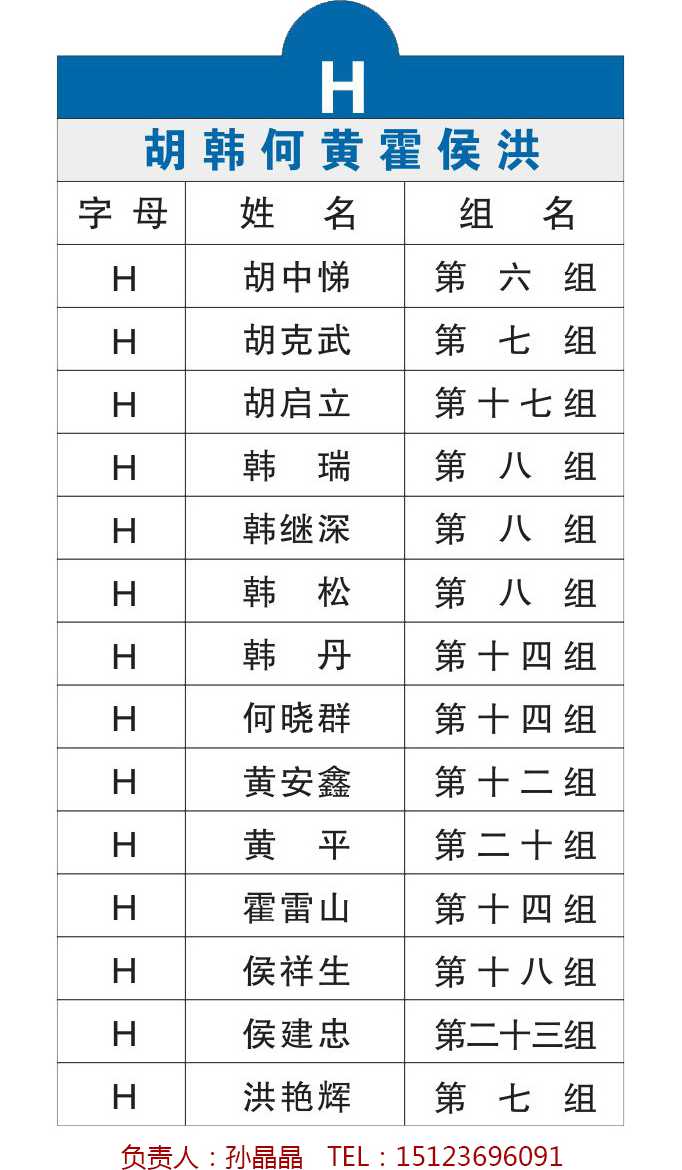 H
胡韩何黄霍侯洪
字母 姓名 组名
H 胡中悌 第六组
H 胡克武 第七组
H 胡启立 第十七组
H 韩瑞 第八组
H 韩继深 第八组
H 韩松 第八组
H 韩丹 第十四组
H 何晓群 第十四组
H 黄安鑫 第十二组
H 黄平 第二十组
H 霍雷山 第十四组
H 侯祥生 第十八组
H 侯建忠 第二十三组
H 洪艳辉 第七组
负责人：孙晶晶 TEL：15123696091